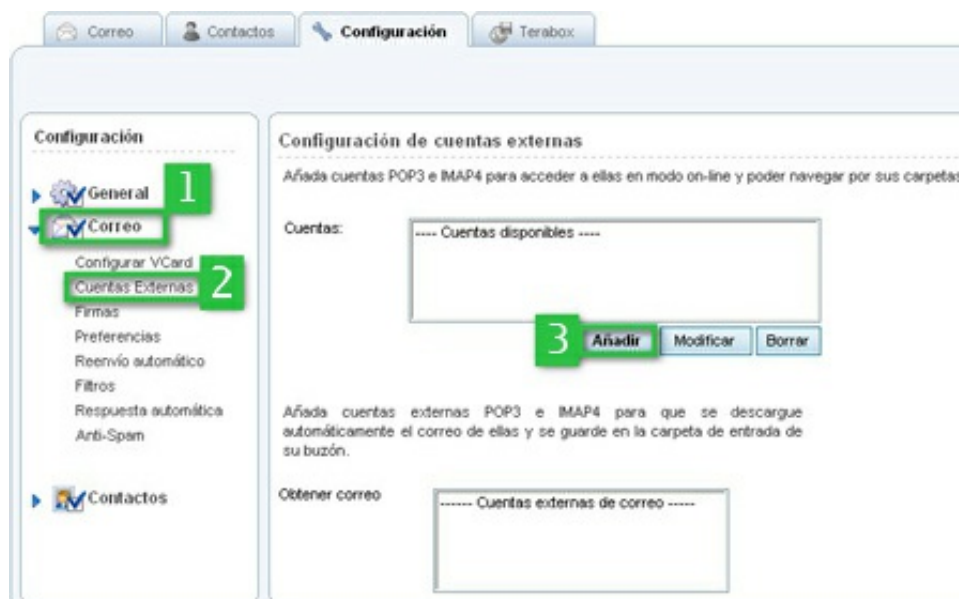 Correo
Contactos
Configuración
Terabox
Configuración
General
1
Correo
Configurar VCard
Cuentas Externas
2
Firmas
Preferencias
Reenvío automático
Filtros
Respuesta automática
Anti-Spam
Contactos
Configuración de cuentas externas
Añada cuentas POP3 e IMAP4 para acceder a ellas en modo on-line y poder navegar por sus carpetas
Cuentas:
---- Cuentas disponibles ----
3
Añadir Modificar Borrar
Añada cuentas externas POP3 e IMAP4 para que se descargue
automáticamente el correo de ellas y se guarde en la carpeta de entrada de
su buzón.
Obtener correo
------ Cuentas externas de correo -----